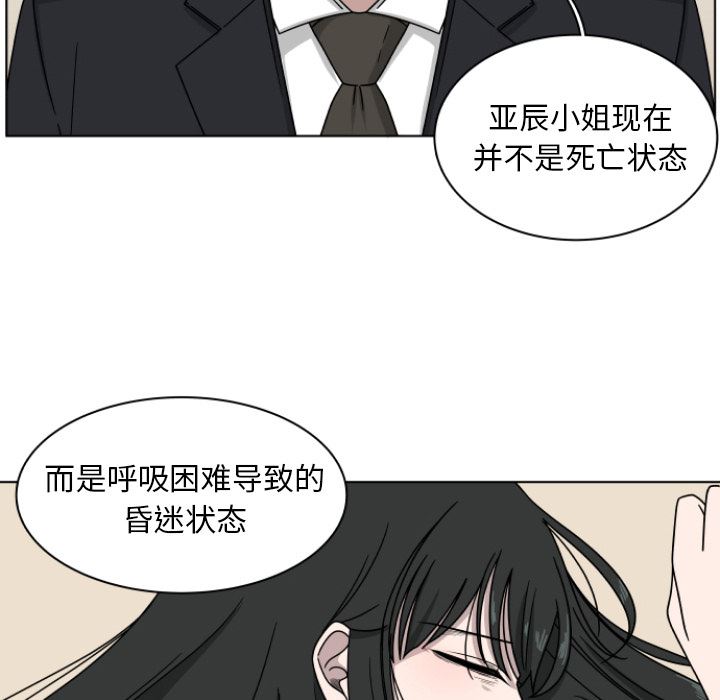 亚辰小姐现在
并不是死亡状态
而是呼吸困难导致的
昏迷状态